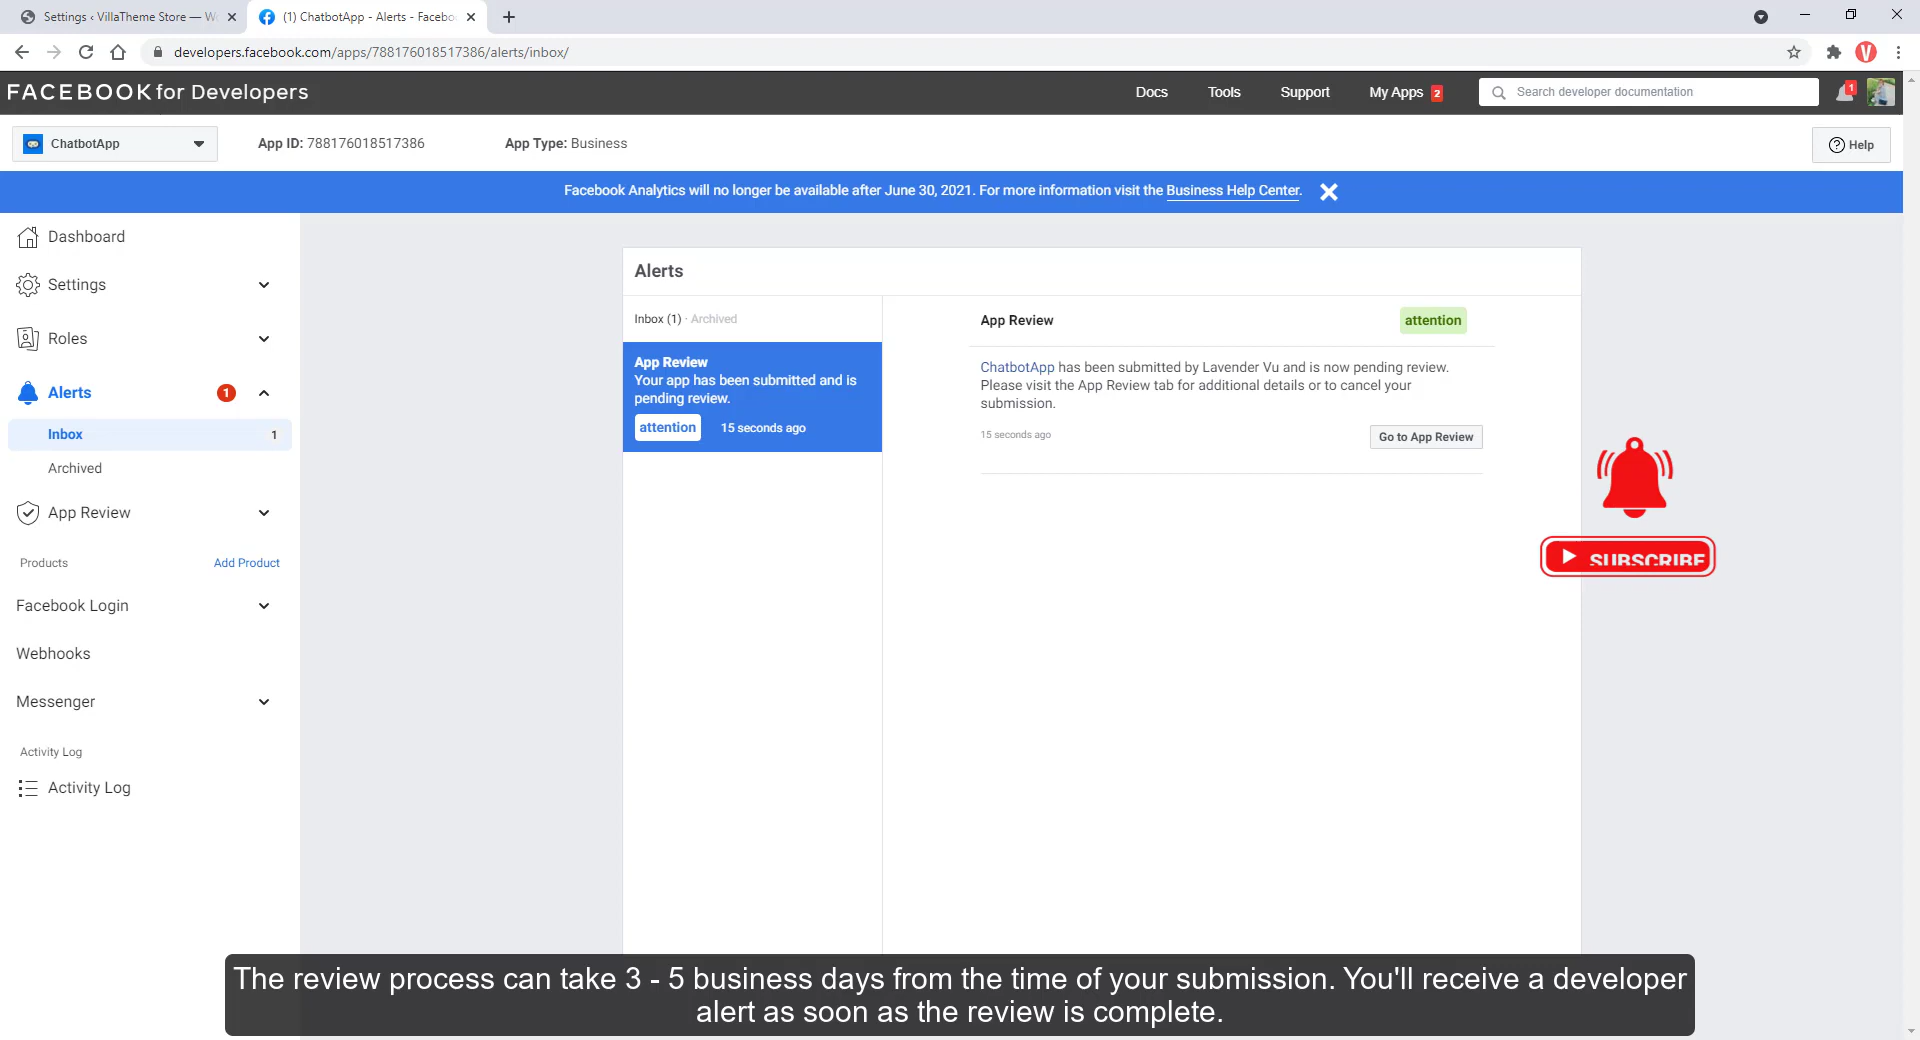 Settings ‹ VillaTheme Store — W
(1) ChatbotApp - Alerts - Facebo
developers.facebook.com/apps/788176018517386/alerts/inbox/
FACEBOOK for Developers
Docs
Tools
Support
My Apps 2
Search developer documentation
1
ChatbotApp
App ID: 788176018517386
App Type: Business
Help
Facebook Analytics will no longer be available after June 30, 2021. For more information visit the Business Help Center.
Dashboard
Settings
Roles
Alerts 1
Inbox 1
Archived
App Review
Products
Add Product
Facebook Login
Webhooks
Messenger
Activity Log
Activity Log
Alerts
Inbox (1) · Archived
App Review
Your app has been submitted and is
pending review.
attention 15 seconds ago
App Review
attention
ChatbotApp has been submitted by Lavender Vu and is now pending review.
Please visit the App Review tab for additional details or to cancel your
submission.
15 seconds ago
Go to App Review
SUBSCRIBE
The review process can take 3 - 5 business days from the time of your submission. You'll receive a developer
alert as soon as the review is complete.